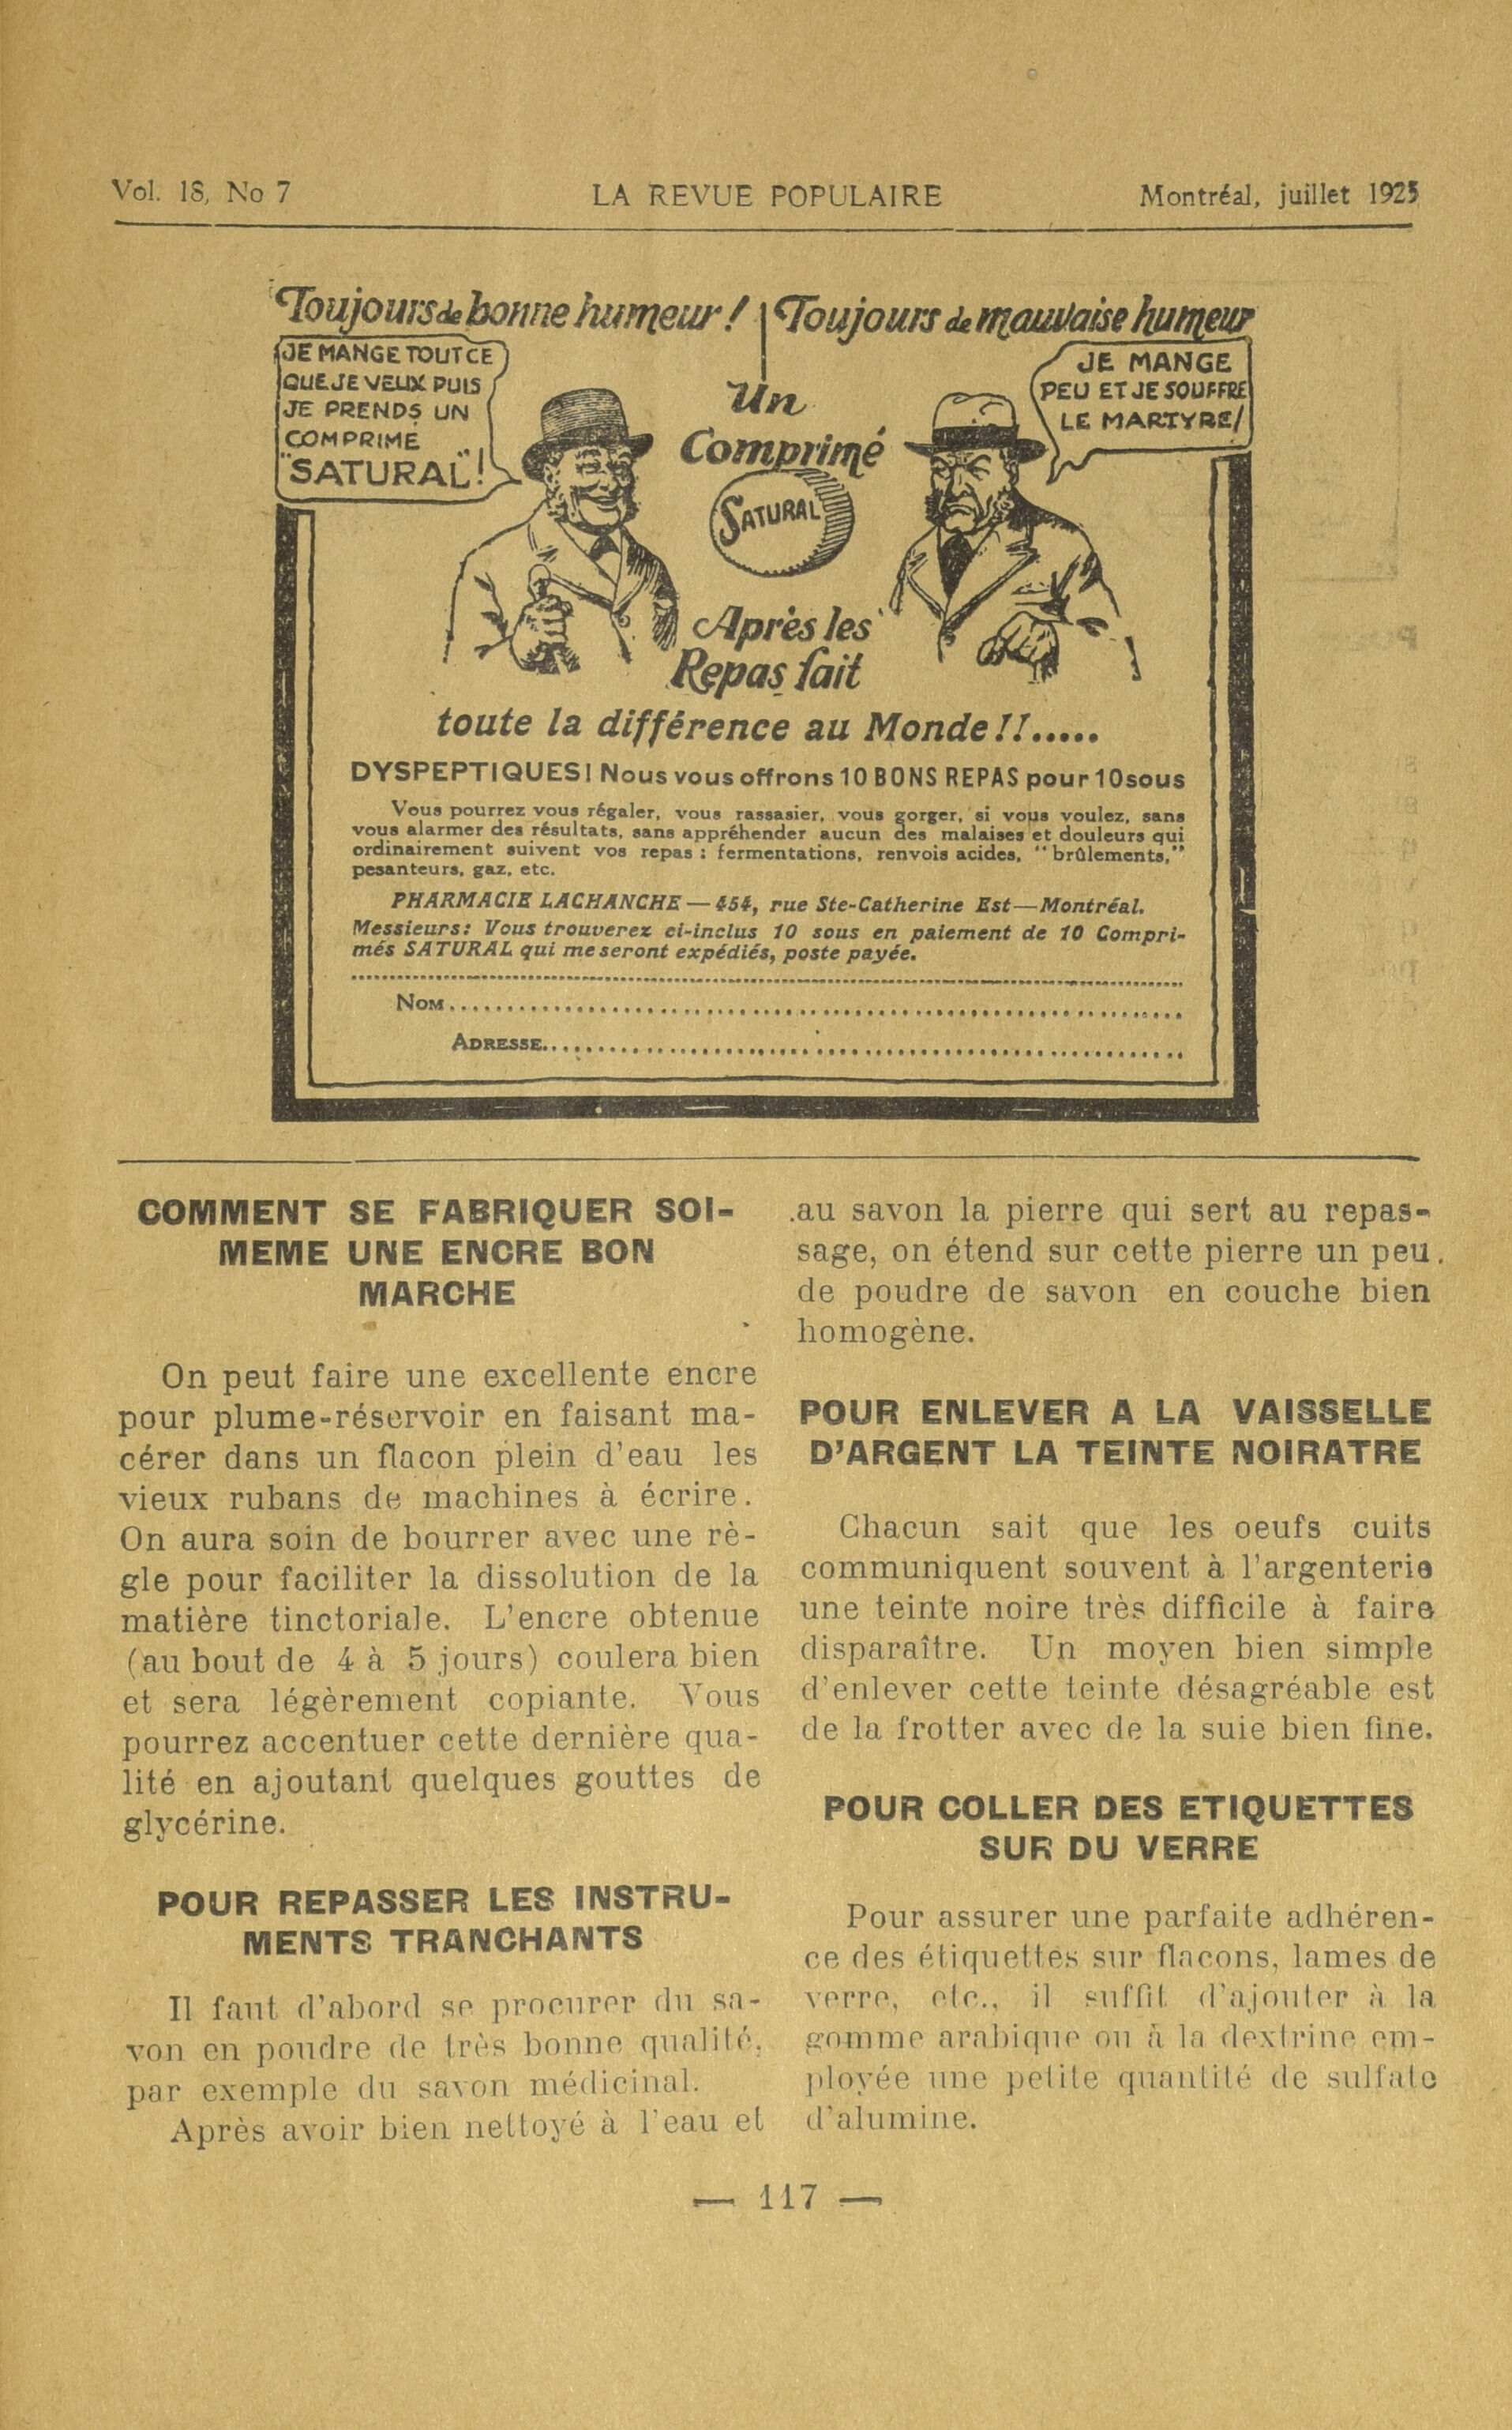 Vol. 18, No 7 LA REVUE POPULAIRE Montréal, juillet 1925
Toujours de bonne humeur! Toujours de mauvaise humeur
JE MANGE TOUT CE
QUE JE VEUX PUIS
JE PRENDS UN
COMPRIME
"SATURAL"!
JE MANGE
PEU ET JE SOUFFRE
LE MARTYRE!
Un
Comprimé
SATURAL
Après les
Repas fait
toute la différence au Monde!!.....
DYSPEPTIQUES! Nous vous offrons 10 BONS REPAS pour 10 sous
Vous pourrez vous régaler, vous rassasier, vous gorger, si vous voulez, sans
vous alarmer des résultats, sans appréhender aucun des malaises et douleurs qui
ordinairement suivent vos repas : fermentations, renvois acides, "brûlements,"
pesanteurs, gaz, etc.
PHARMACIE LACHANCHE — 454, rue Ste-Catherine Est—Montréal.
Messieurs: Vous trouverez ci-inclus 10 sous en paiement de 10 Compri-
més SATURAL qui me seront expédiés, poste payée.
NOM
ADRESSE
COMMENT SE FABRIQUER SOI-
MEME UNE ENCRE BON
MARCHE
On peut faire une excellente encre
pour plume-réservoir en faisant ma-
cérer dans un flacon plein d'eau les
vieux rubans de machines à écrire.
On aura soin de bourrer avec une rè-
gle pour faciliter la dissolution de la
matière tinctoriale. L'encre obtenue
(au bout de 4 à 5 jours) coulera bien
et sera légèrement copiante. Vous
pourrez accentuer cette dernière qua-
lité en ajoutant quelques gouttes de
glycérine.
POUR REPASSER LES INSTRU-
MENTS TRANCHANTS
Il faut d'abord se procurer du sa-
von en poudre de très bonne qualité,
par exemple du savon médicinal.
Après avoir bien nettoyé à l'eau et
au savon la pierre qui sert au repas-
sage, on étend sur cette pierre un peu
de poudre de savon en couche bien
homogène.
POUR ENLEVER A LA VAISSELLE
D'ARGENT LA TEINTE NOIRATRE
Chacun sait que les oeufs cuits
communiquent souvent à l'argenterie
une teinte noire très difficile à faire
disparaître. Un moyen bien simple
d'enlever cette teinte désagréable est
de la frotter avec de la suie bien fine.
POUR COLLER DES ETIQUETTES
SUR DU VERRE
Pour assurer une parfaite adhéren-
ce des étiquettes sur flacons, lames de
verre, etc., il suffit d'ajouter à la
gomme arabique ou à la dextrine em-
ployée une petite quantité de sulfate
d'alumine.
— 117 —